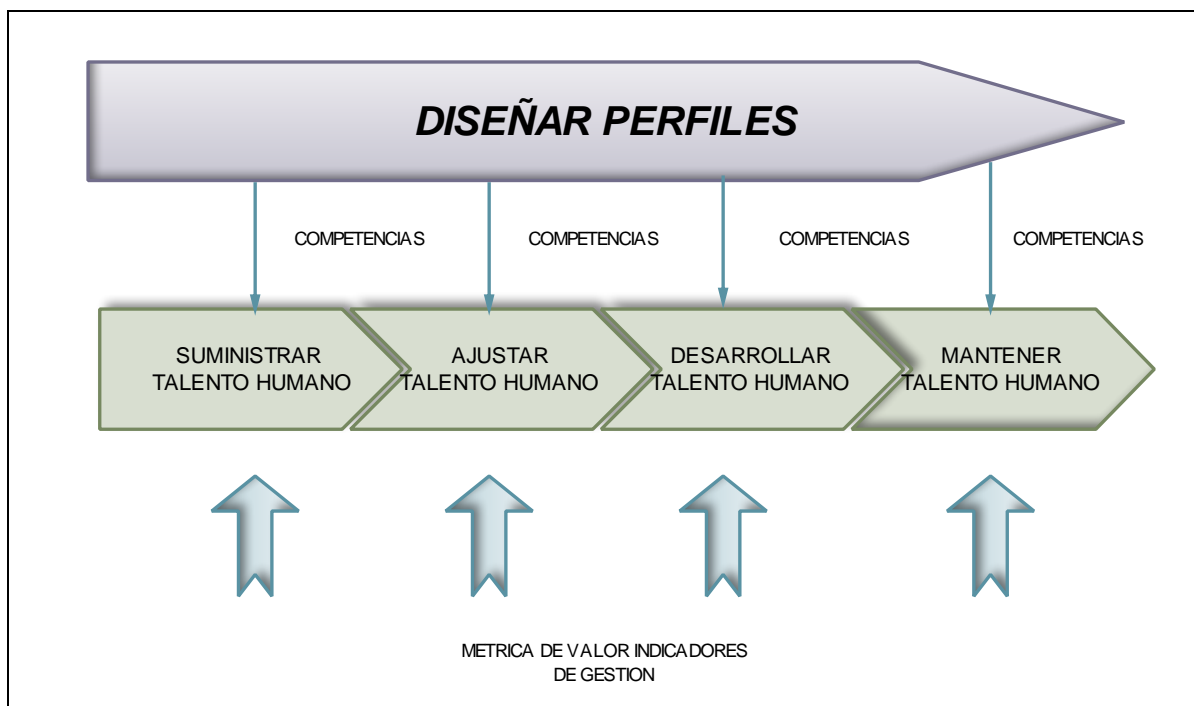 DISEÑAR PERFILES
COMPETENCIAS
COMPETENCIAS
COMPETENCIAS
COMPETENCIAS
SUMINISTRAR
TALENTO HUMANO
AJUSTAR
TALENTO HUMANO
DESARROLLAR
TALENTO HUMANO
MANTENER
TALENTO HUMANO
METRICA DE VALOR INDICADORES
DE GESTION